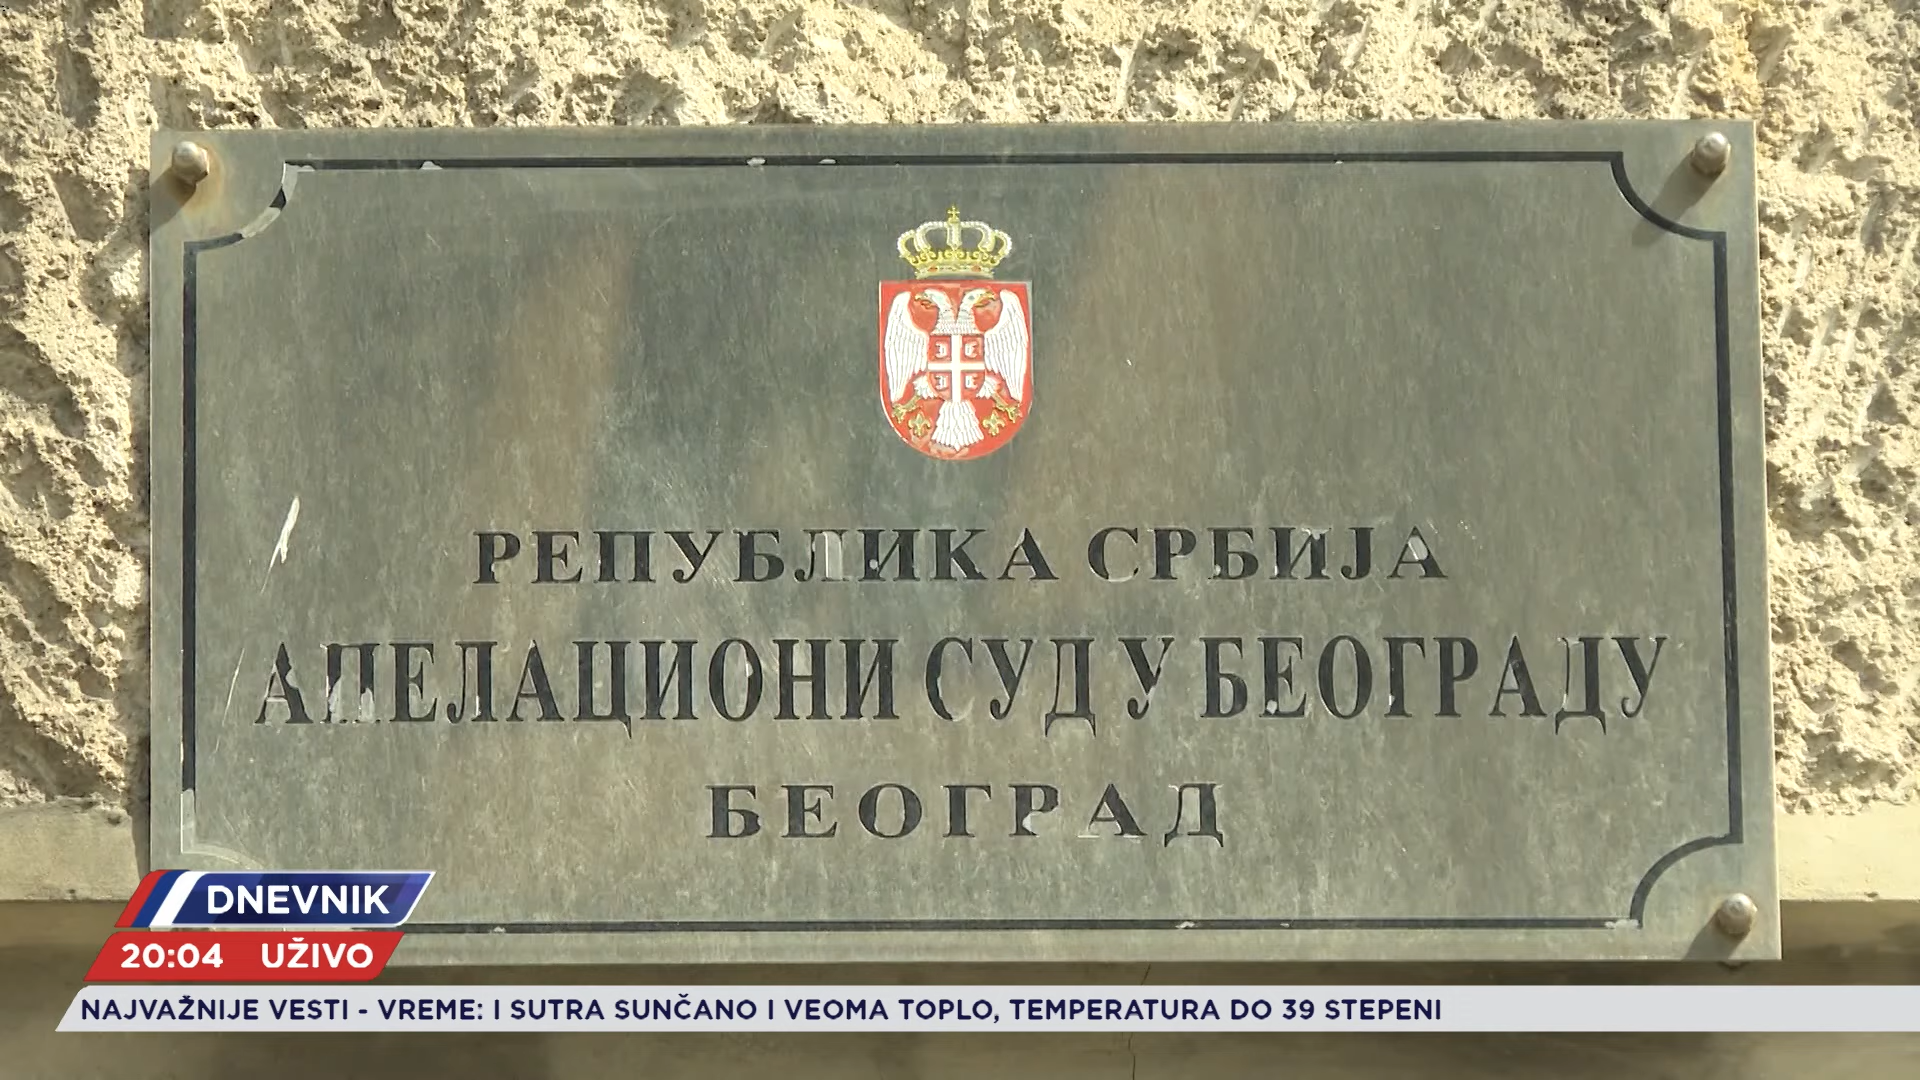 РЕПУБЛИКА СРБИЈА
АПЕЛАЦИОНИ СУД У БЕОГРАДУ
БЕОГРАД
DNEVNIK
20:04 UŽIVO
NAJVAŽNIJE VESTI - VREME: I SUTRA SUNČANO I VEOMA TOPLO, TEMPERATURA DO 39 STEPENI